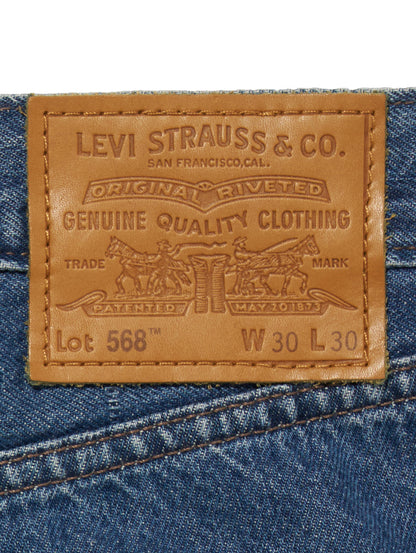 LEVI STRAUSS & CO.
SAN FRANCISCO, CAL.
ORIGINAL RIVETED
GENUINE QUALITY CLOTHING
TRADE MARK
PATENTED MAY 20 1873
Lot 568™ W 30 L 30